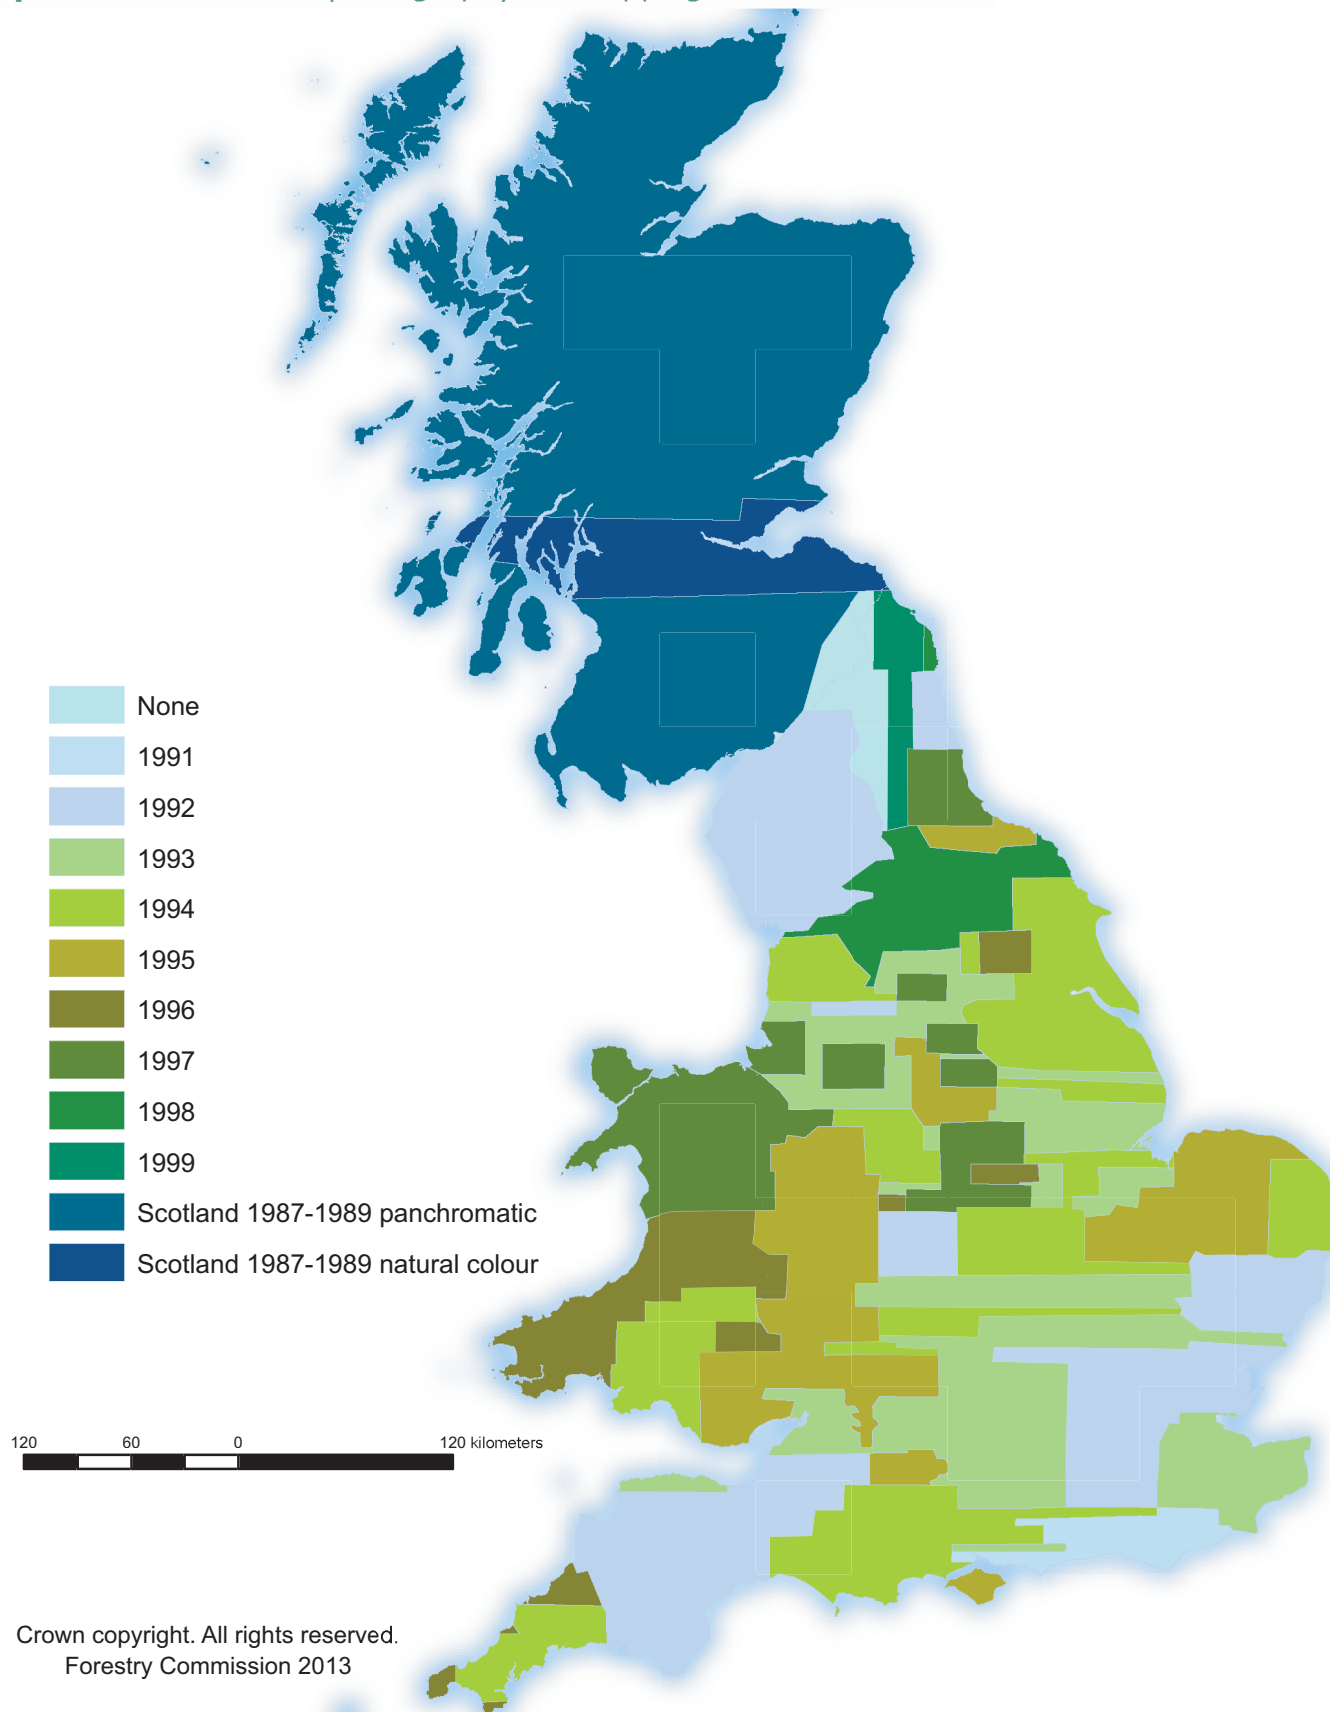 None
1991
1992
1993
1994
1995
1996
1997
1998
1999
Scotland 1987-1989 panchromatic
Scotland 1987-1989 natural colour
120 60 0 120 kilometers
Crown copyright. All rights reserved.
Forestry Commission 2013